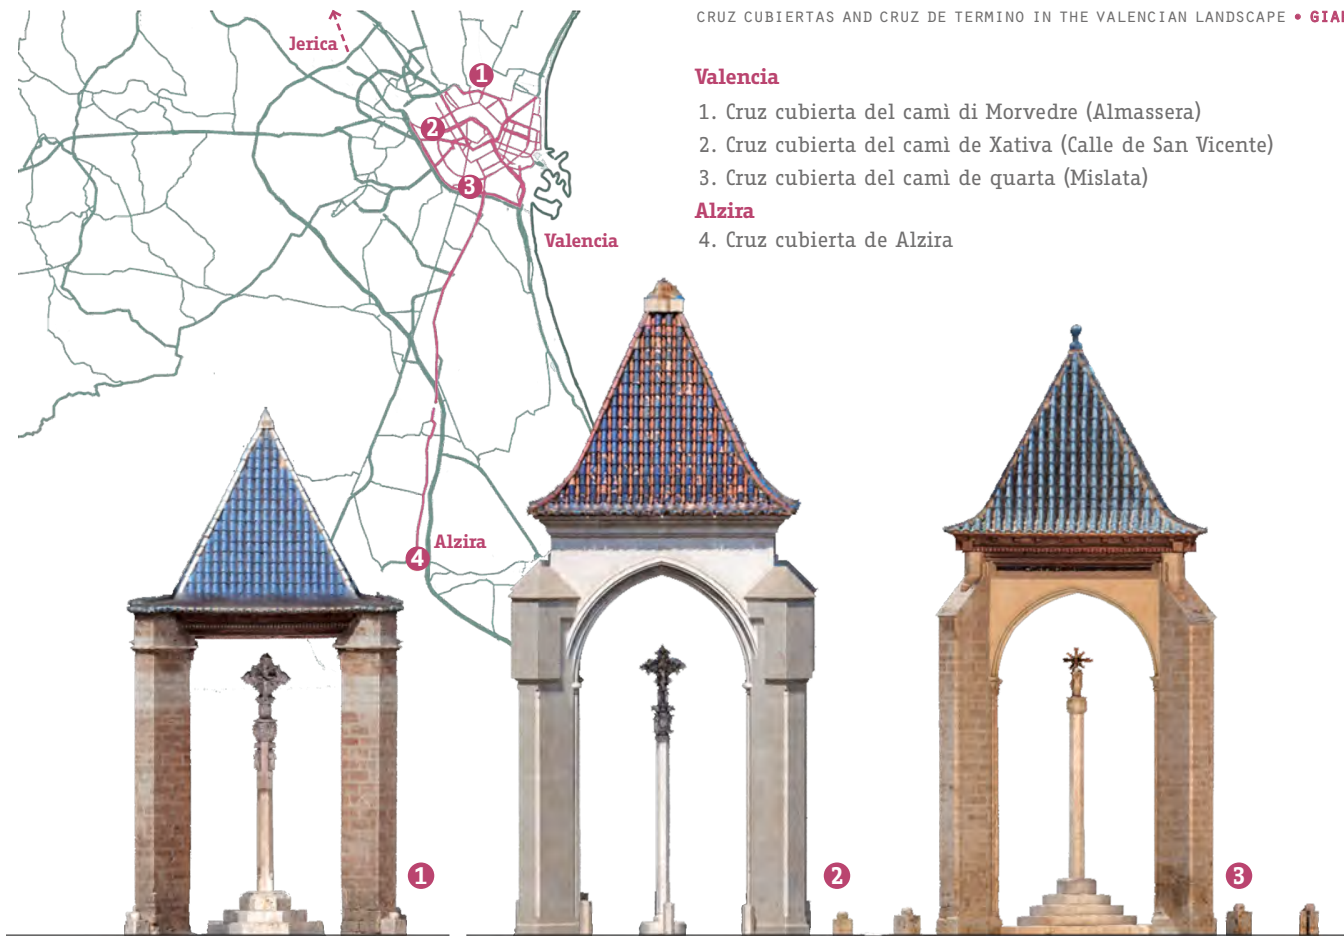 CRUZ CUBIERTAS AND CRUZ DE TERMINO IN THE VALENCIAN LANDSCAPE •
Valencia
1. Cruz cubierta del camì di Morvedre (Almassera)
2. Cruz cubierta del camì de Xativa (Calle de San Vicente)
3. Cruz cubierta del camì de quarta (Mislata)
Alzira
4. Cruz cubierta de Alzira
Jerica
1
2
3
Valencia
4
Alzira
1
2
3